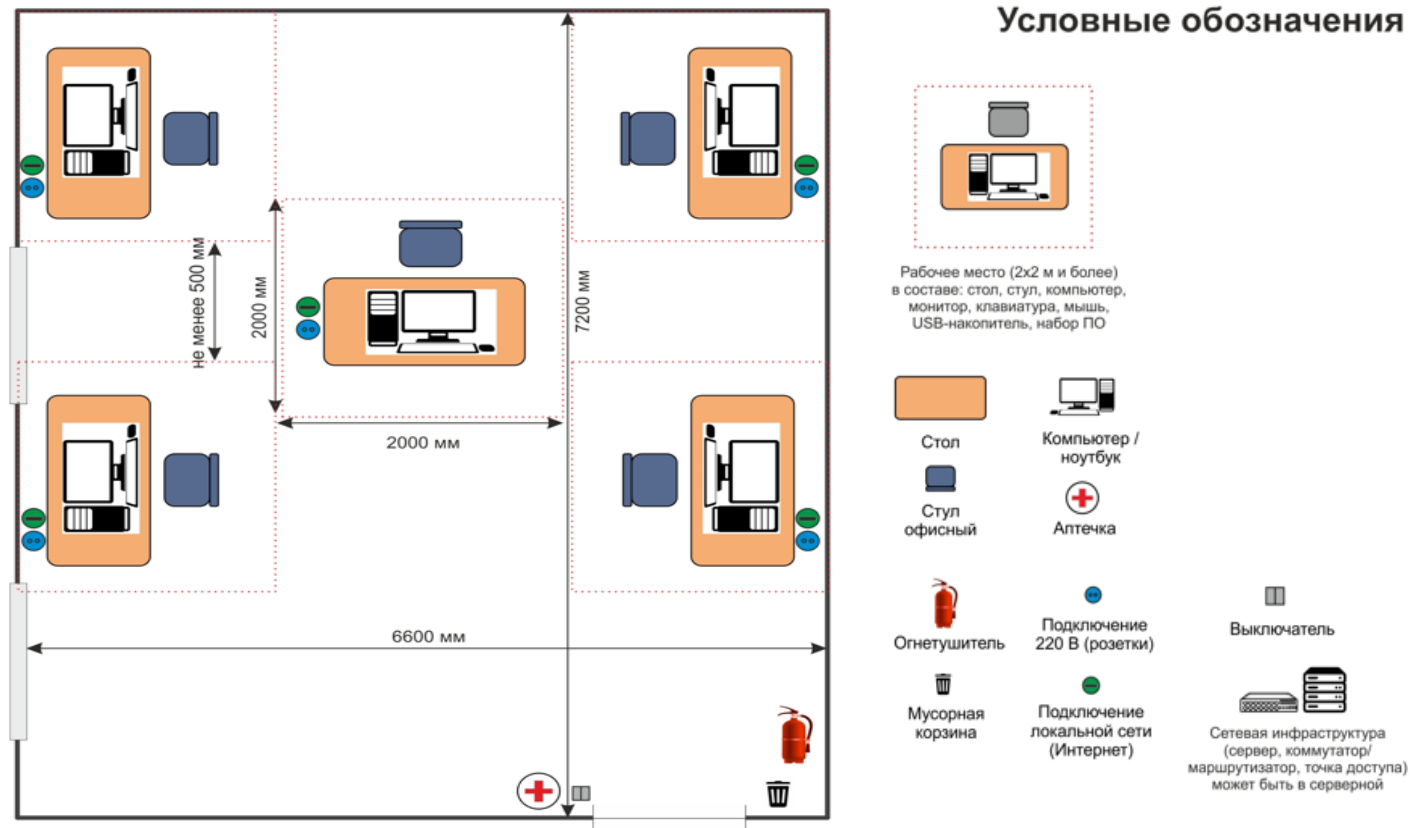 Условные обозначения
не менее 500 мм
2000 мм
7200 мм
2000 мм
6600 мм
Рабочее место (2х2 м и более)
в составе: стол, стул, компьютер,
монитор, клавиатура, мышь,
USB-накопитель, набор ПО
Стол
Компьютер /
ноутбук
Стул
офисный
Аптечка
Огнетушитель
Подключение
220 В (розетки)
Выключатель
Мусорная
корзина
Подключение
локальной сети
(Интернет)
Сетевая инфраструктура
(сервер, коммутатор/
маршрутизатор, точка доступа)
может быть в серверной